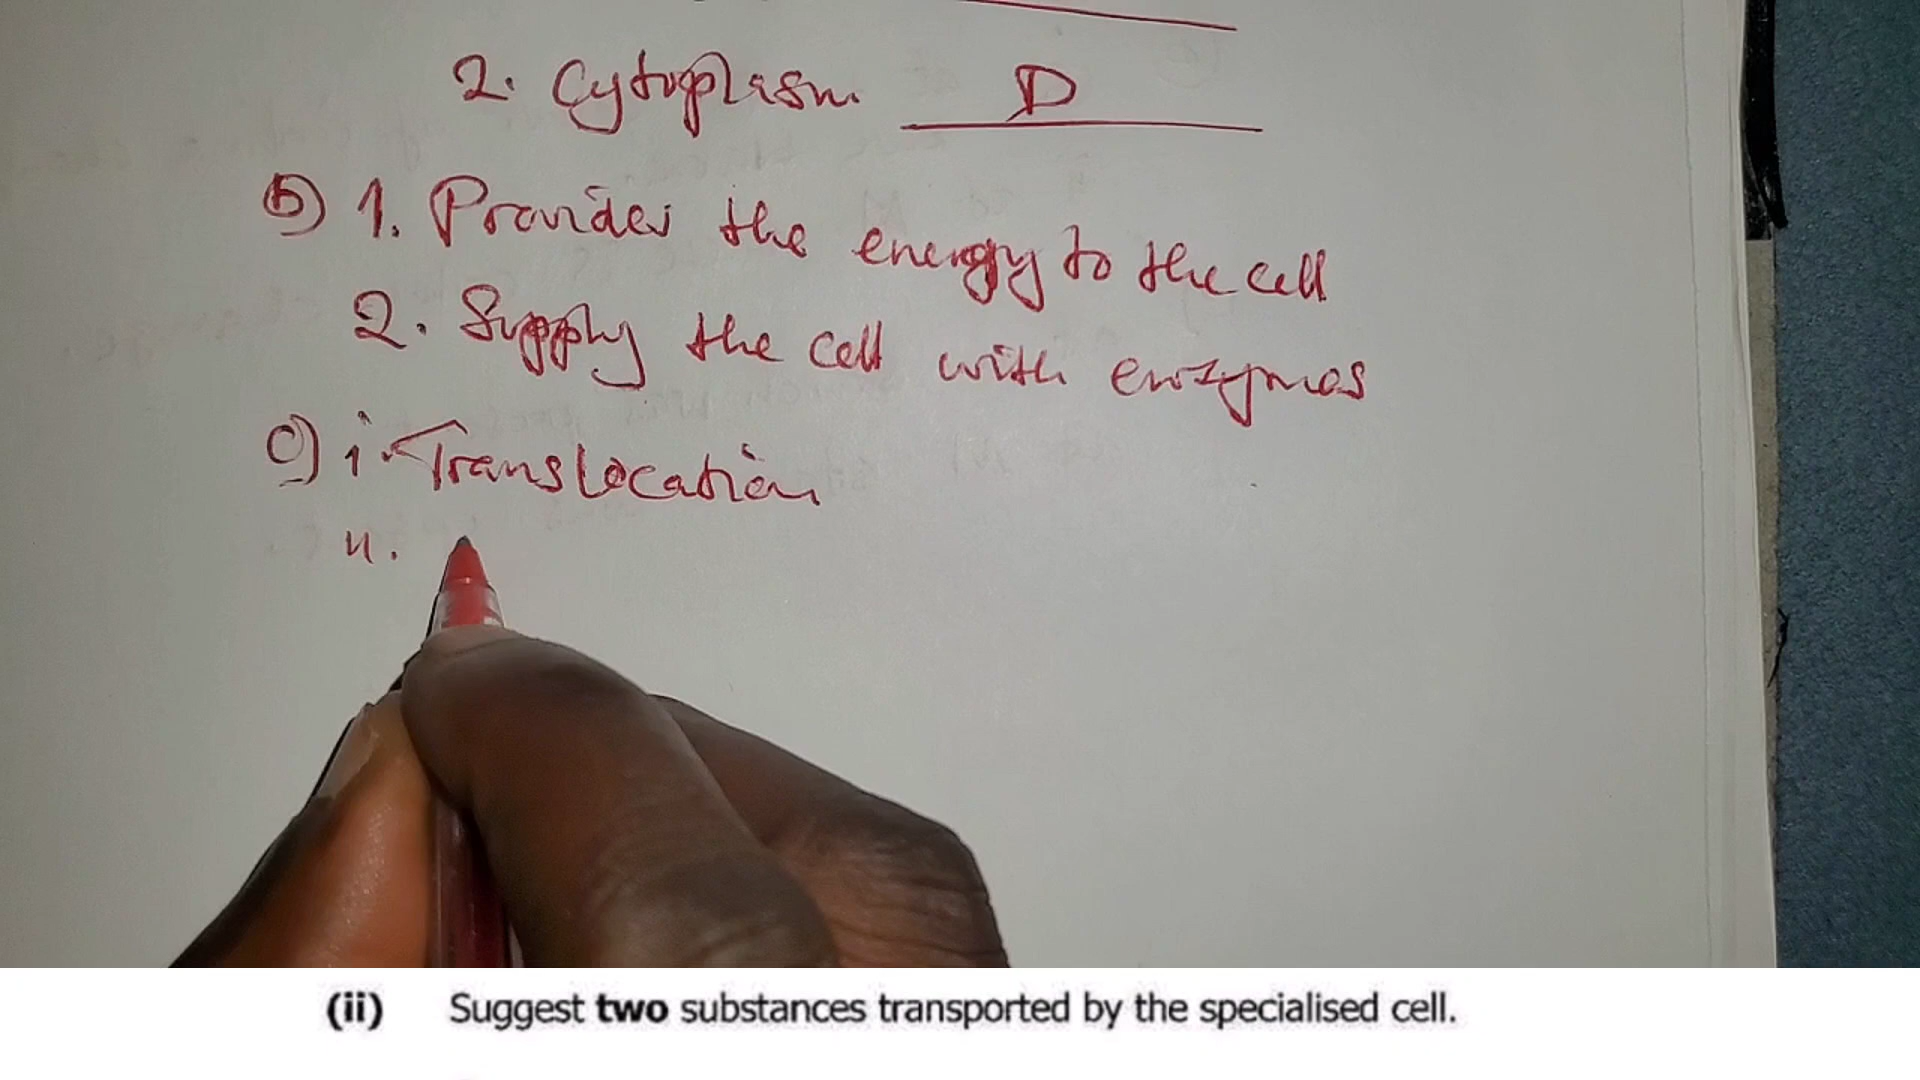 2. Cytoplasm D
b) 1. Provides the energy to the cell
2. Supply the cell with enzymes
c) i. Translocation
ii.
(ii) Suggest two substances transported by the specialised cell.